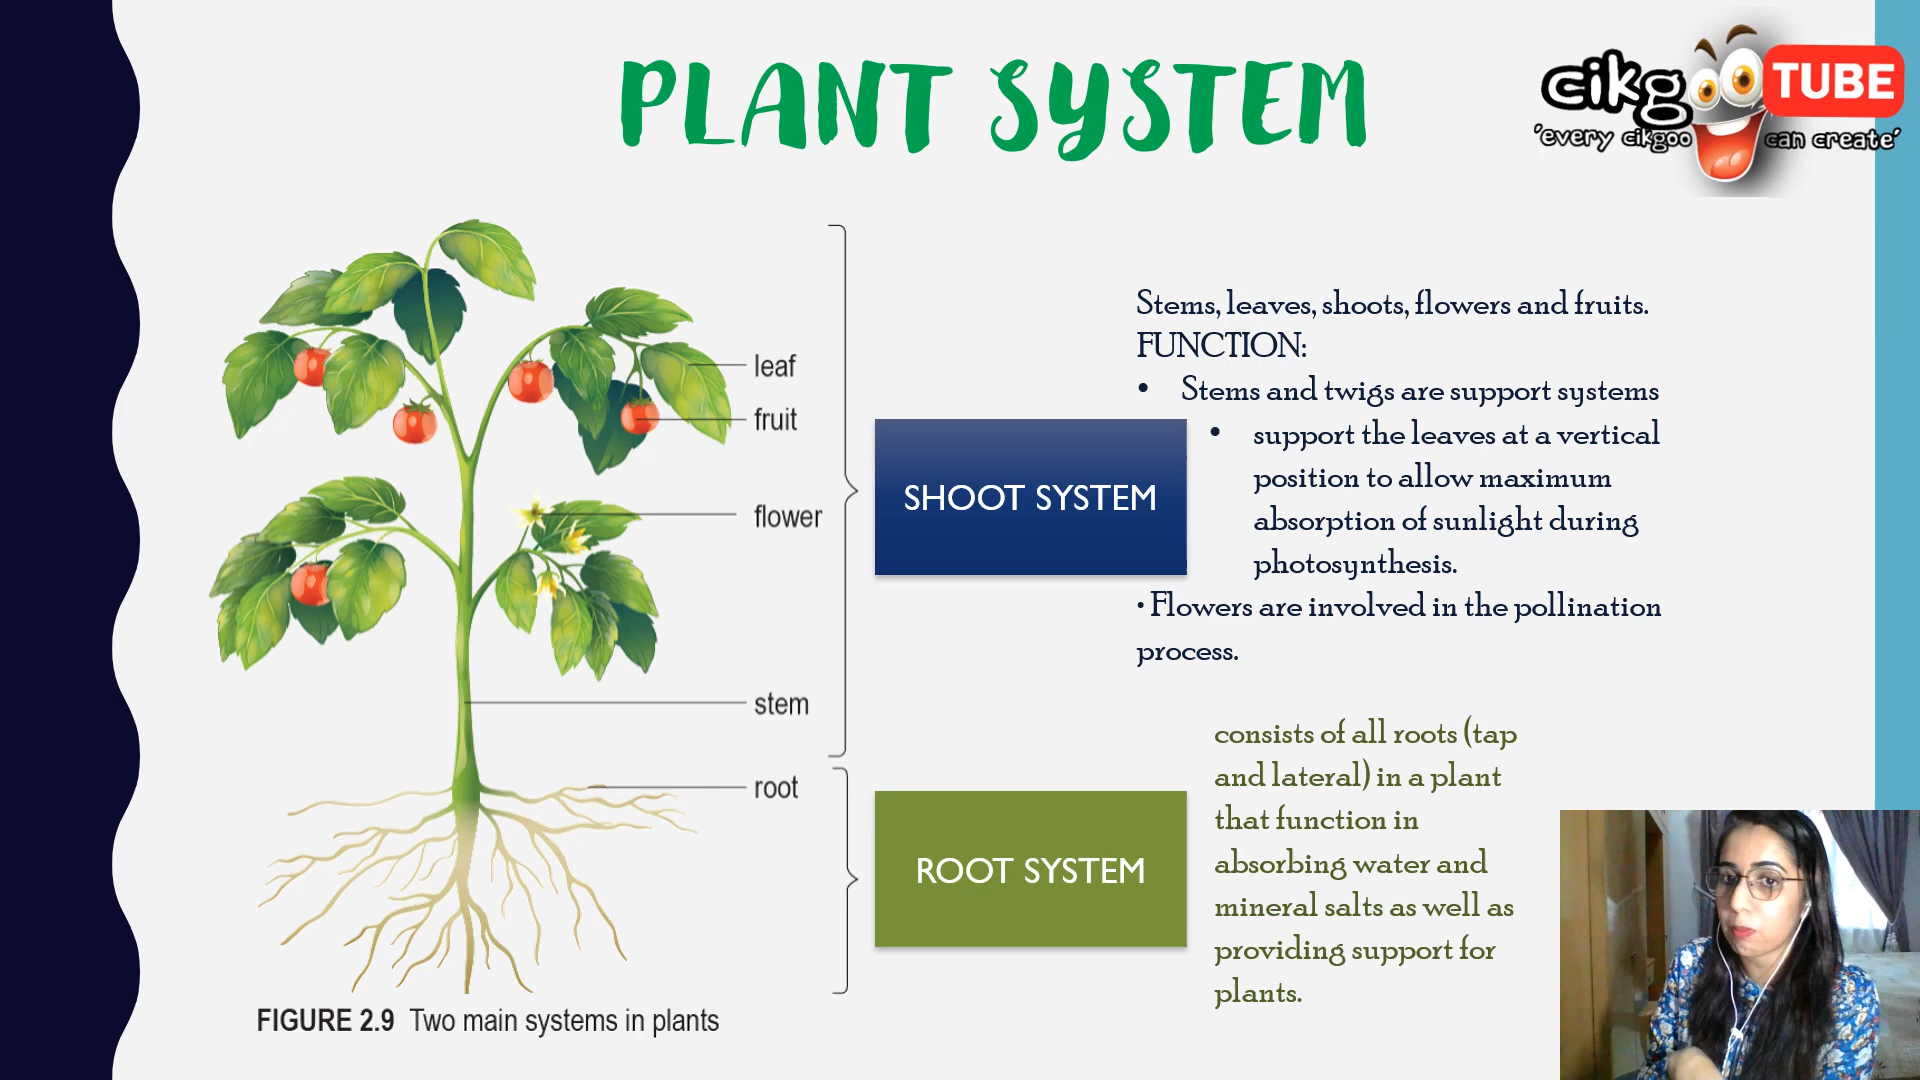 PLANT SYSTEM
cikgoo TUBE
'every cikgoo can create'
leaf
fruit
flower
stem
root
SHOOT SYSTEM
Stems, leaves, shoots, flowers and fruits.
FUNCTION:
• Stems and twigs are support systems
• support the leaves at a vertical
position to allow maximum
absorption of sunlight during
photosynthesis.
• Flowers are involved in the pollination
process.
ROOT SYSTEM
consists of all roots (tap
and lateral) in a plant
that function in
absorbing water and
mineral salts as well as
providing support for
plants.
FIGURE 2.9 Two main systems in plants